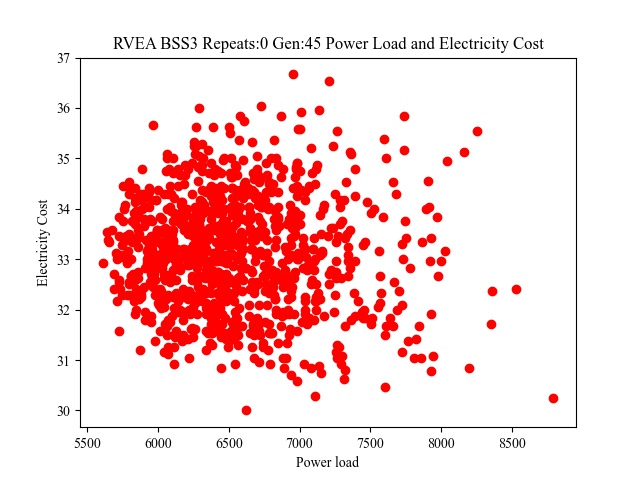 RVEA BSS3 Repeats:0 Gen:45 Power Load and Electricity Cost
37
36
35
34
33
32
31
30
Electricity Cost
5500 6000 6500 7000 7500 8000 8500
Power load